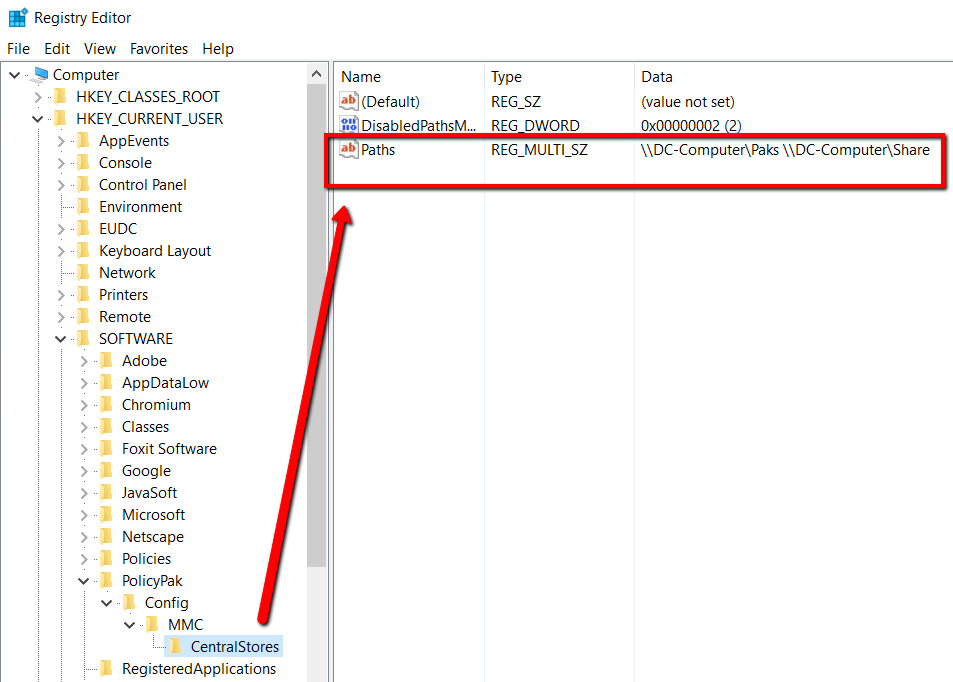 Registry Editor
File Edit View Favorites Help
Computer
HKEY_CLASSES_ROOT
HKEY_CURRENT_USER
AppEvents
Console
Control Panel
Environment
EUDC
Keyboard Layout
Network
Printers
Remote
SOFTWARE
Adobe
AppDataLow
Chromium
Classes
Foxit Software
Google
JavaSoft
Microsoft
Netscape
Policies
PolicyPak
Config
MMC
CentralStores
RegisteredApplications
Name Type Data
(Default) REG_SZ (value not set)
DisabledPathsM... REG_DWORD 0x00000002 (2)
Paths REG_MULTI_SZ \\DC-Computer\Paks \\DC-Computer\Share